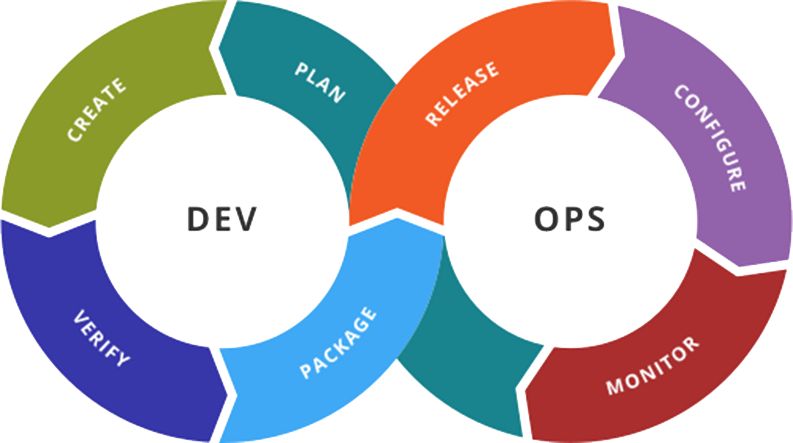 PLAN
CREATE
VERIFY
PACKAGE
RELEASE
CONFIGURE
MONITOR
DEV
OPS